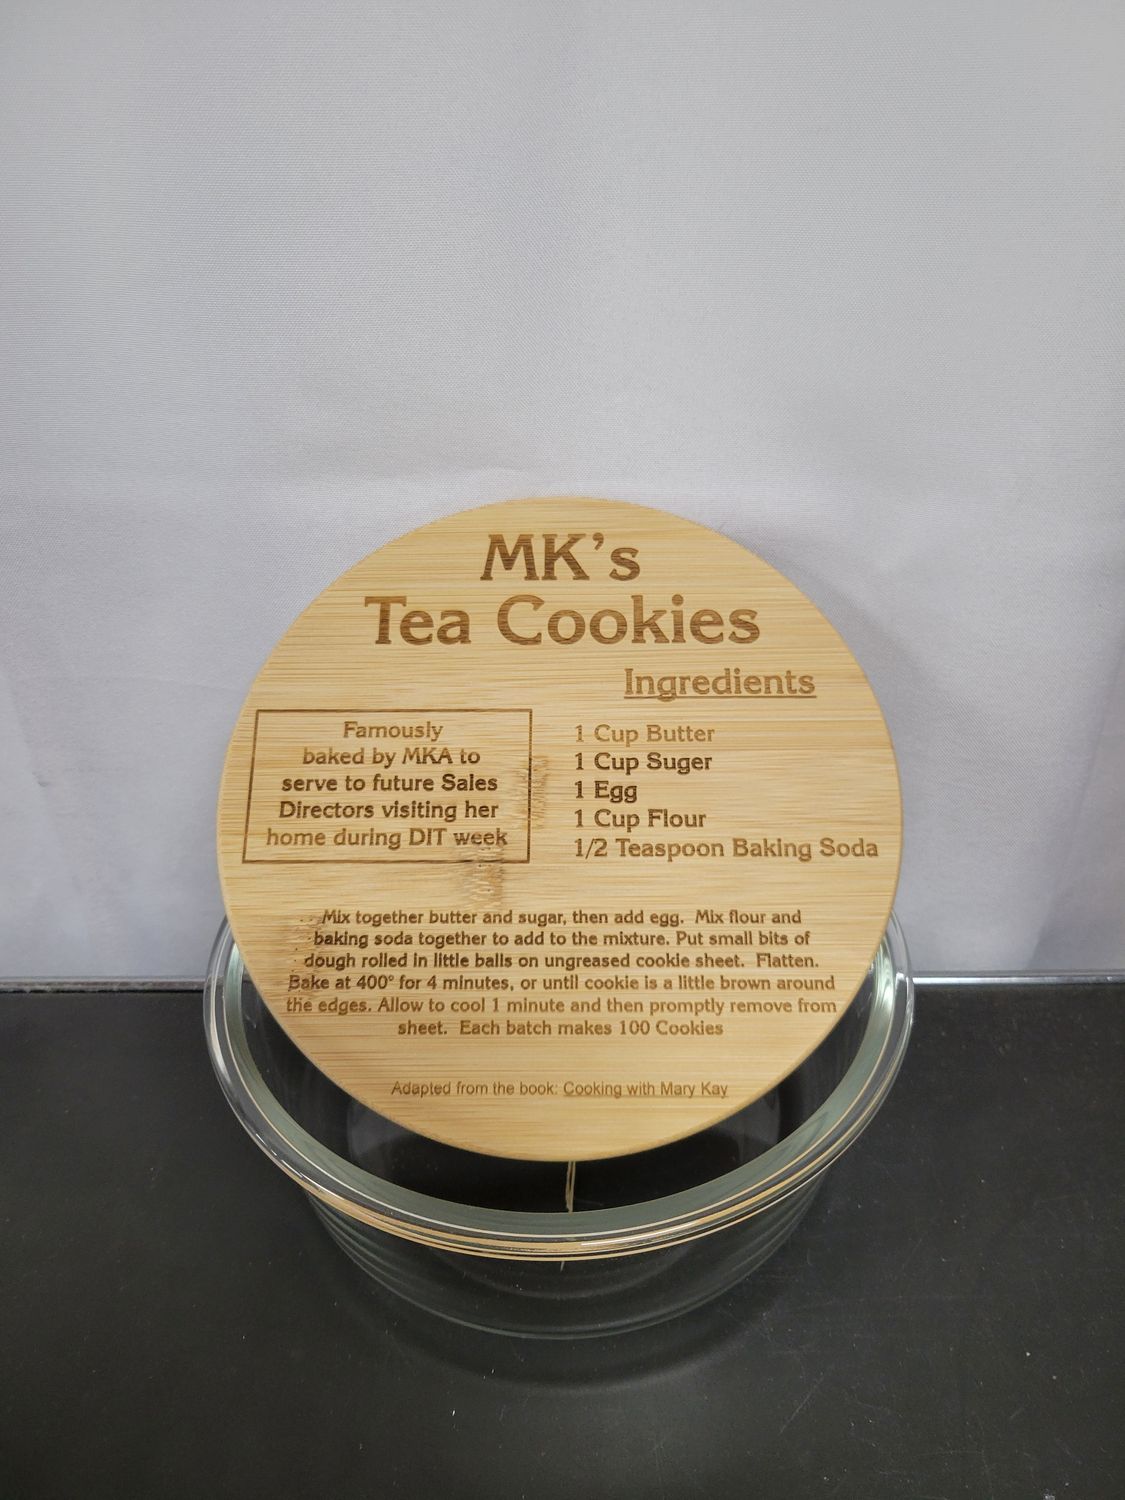 MK's
Tea Cookies
Ingredients
Famously
baked by MKA to
serve to future Sales
Directors visiting her
home during DIT week
1 Cup Butter
1 Cup Suger
1 Egg
1 Cup Flour
1/2 Teaspoon Baking Soda
Mix together butter and sugar, then add egg. Mix flour and
baking soda together to add to the mixture. Put small bits of
dough rolled in little balls on ungreased cookie sheet. Flatten.
Bake at 400° for 4 minutes, or until cookie is a little brown around
the edges. Allow to cool 1 minute and then promptly remove from
sheet. Each batch makes 100 Cookies
Adapted from the book: Cooking with Mary Kay